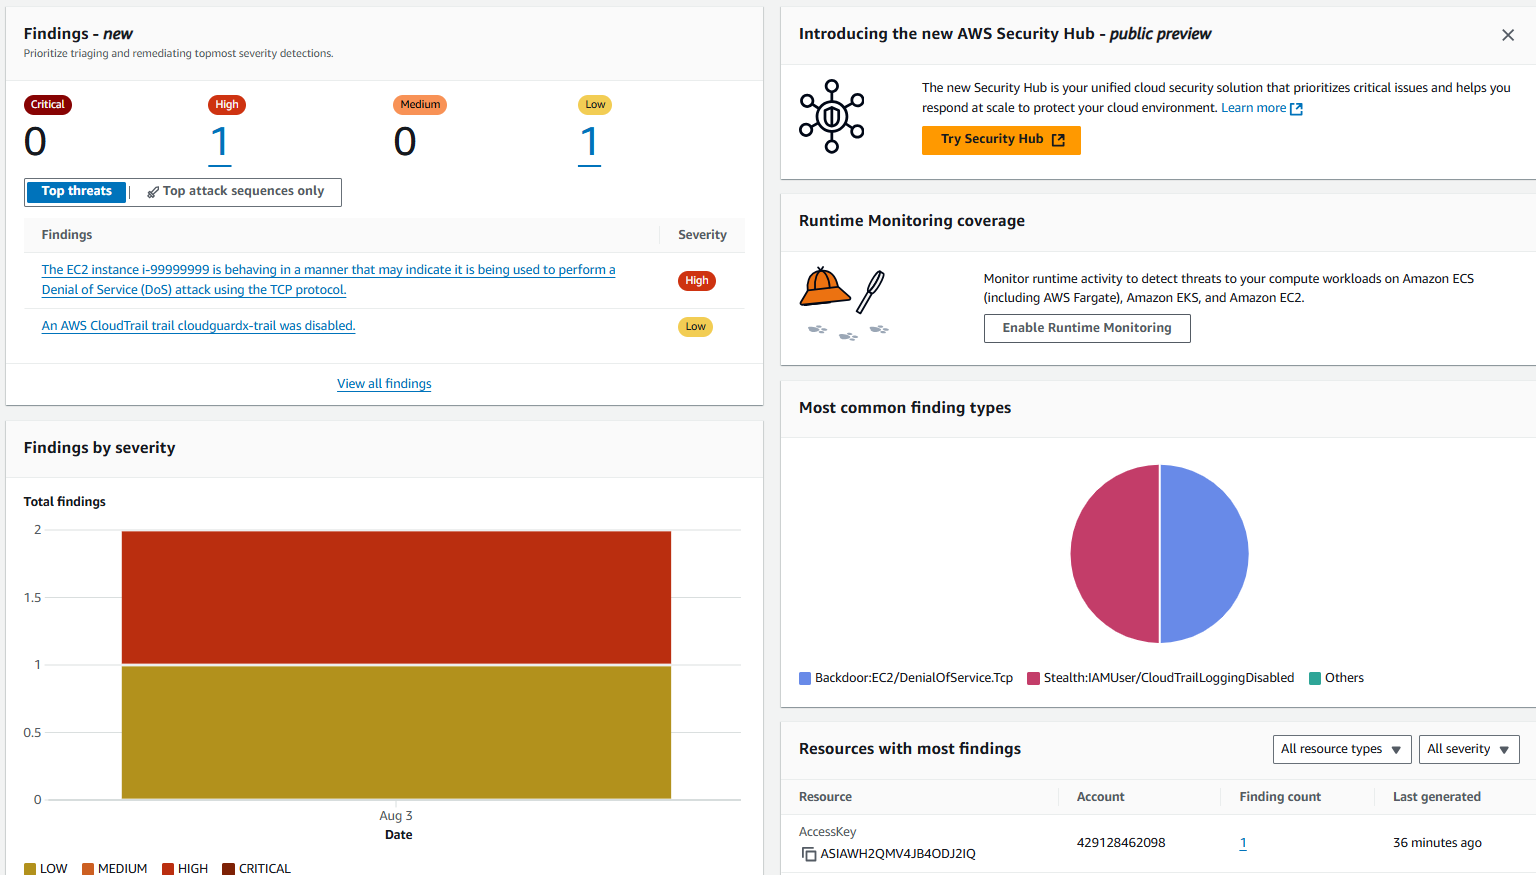 Findings - new
Prioritize triaging and remediating topmost severity detections.
Critical High Medium Low
0 1 0 1
Top threats | Top attack sequences only
Findings Severity
The EC2 instance i-99999999 is behaving in a manner that may indicate it is being used to perform a
Denial of Service (DoS) attack using the TCP protocol.
High
An AWS CloudTrail trail cloudguardx-trail was disabled.
Low
View all findings
Findings by severity
Total findings
2
1.5
1
0.5
0
Aug 3
Date
LOW MEDIUM HIGH CRITICAL
Introducing the new AWS Security Hub - public preview
The new Security Hub is your unified cloud security solution that prioritizes critical issues and helps you
respond at scale to protect your cloud environment. Learn more
Try Security Hub
Runtime Monitoring coverage
Monitor runtime activity to detect threats to your compute workloads on Amazon ECS
(including AWS Fargate), Amazon EKS, and Amazon EC2.
Enable Runtime Monitoring
Most common finding types
Backdoor:EC2/DenialOfService.Tcp Stealth:IAMUser/CloudTrailLoggingDisabled Others
Resources with most findings
All resource types All severity
Resource Account Finding count Last generated
AccessKey
ASIAWH2QMV4JB4ODJ2IQ 429128462098 1 36 minutes ago